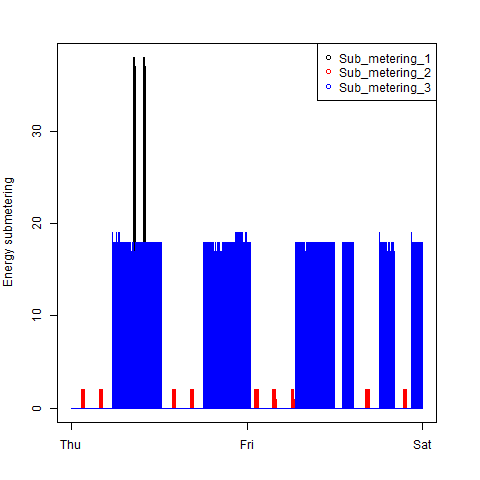 Sub_metering_1
Sub_metering_2
Sub_metering_3
Energy submetering
30
20
10
0
Thu Fri Sat